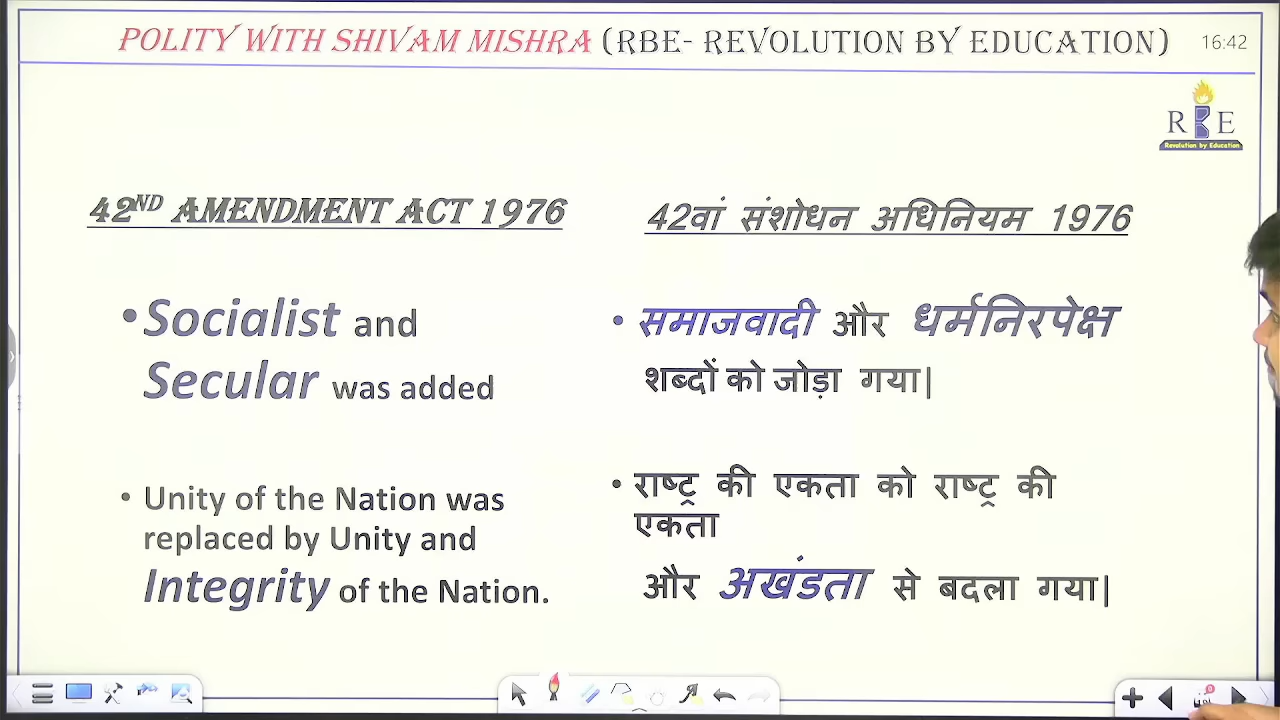 POLITY WITH SHIVAM MISHRA (RBE- REVOLUTION BY EDUCATION)
16:42
R B E
Revolution by Education
42ND AMENDMENT ACT 1976
•Socialist and
Secular was added
• Unity of the Nation was
replaced by Unity and
Integrity of the Nation.
42वां संशोधन अधिनियम 1976
• समाजवादी और धर्मनिरपेक्ष
शब्दों को जोड़ा गया|
• राष्ट्र की एकता को राष्ट्र की
एकता
और अखंडता से बदला गया|